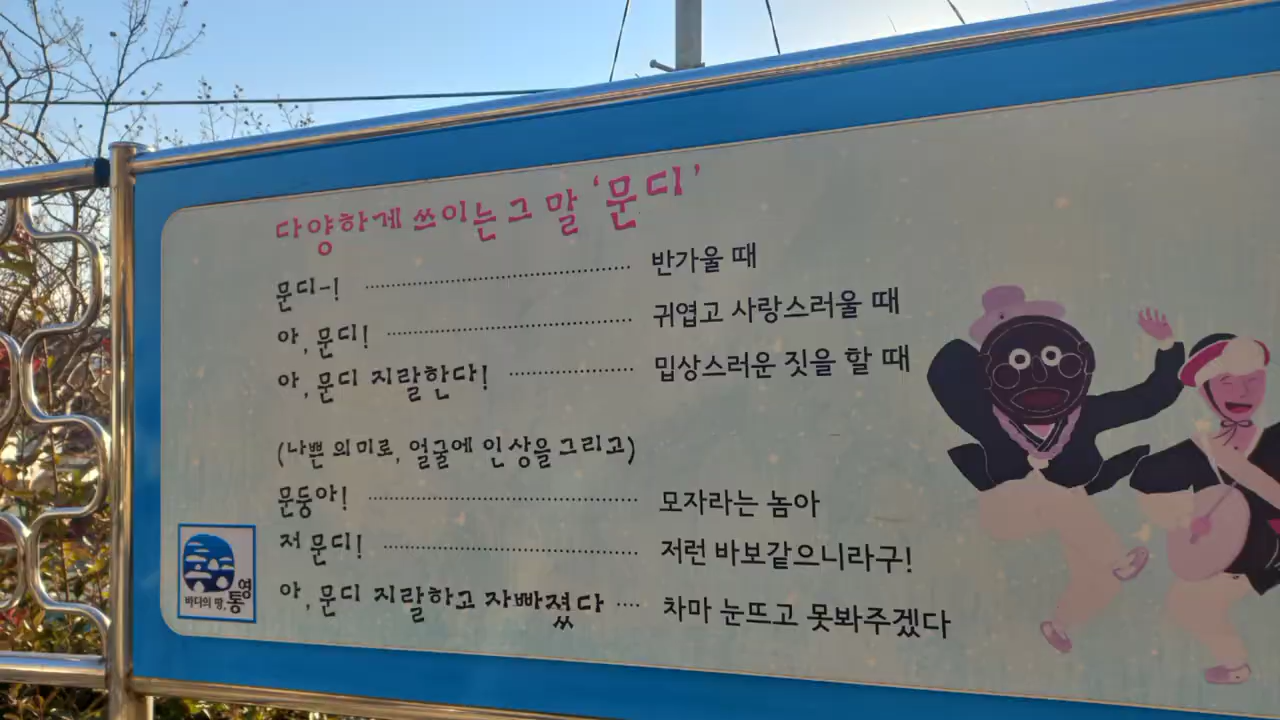 다양하게 쓰이는 그 말 '문디'
문디~! 반가울 때
아, 문디! 귀엽고 사랑스러울 때
아, 문디 지랄한다! 밉상스러운 짓을 할 때
(나쁜 의미로, 얼굴에 인상을 그리고)
문둥아! 모자라는 놈아
저 문디! 저런 바보같으니라구!
아, 문디 지랄하고 자빠졌다 차마 눈뜨고 못봐주겠다
바다의 땅, 통영